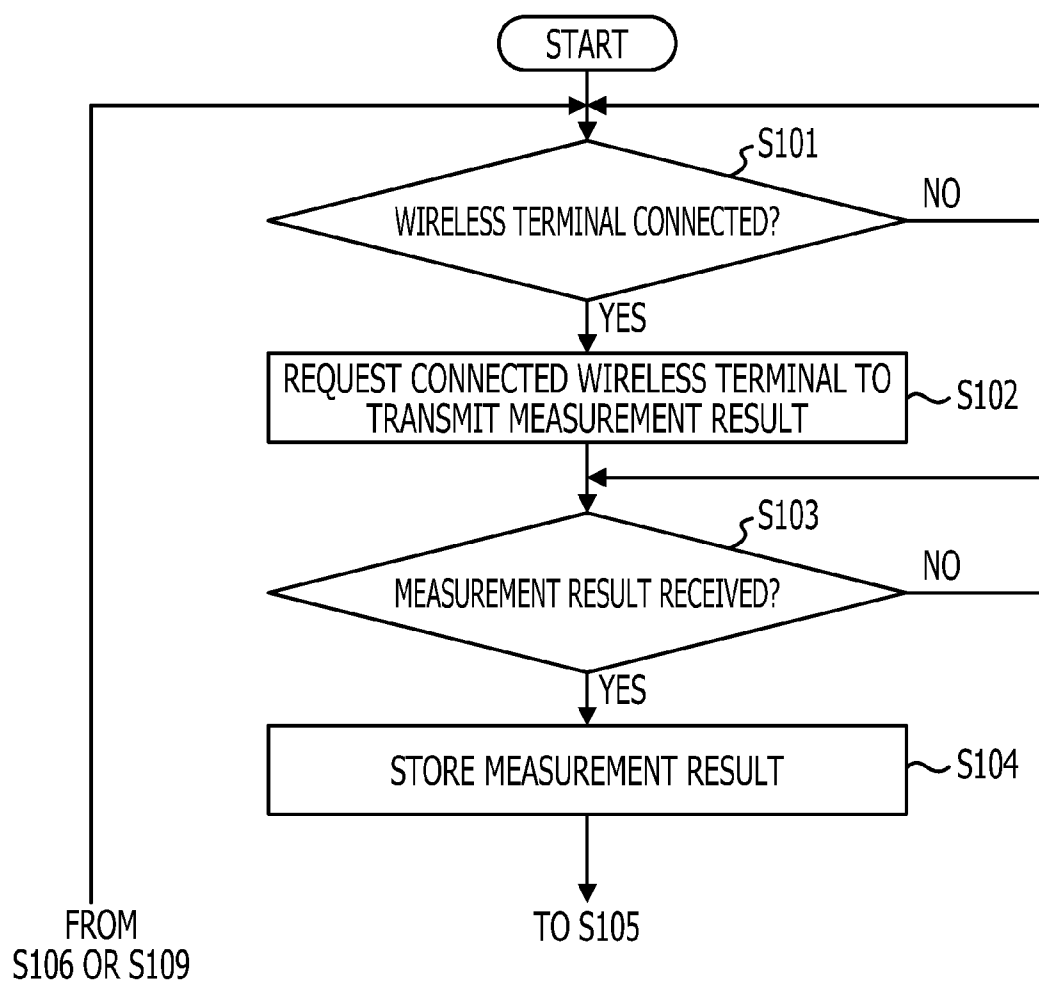 START
S101
WIRELESS TERMINAL CONNECTED?
NO
YES
REQUEST CONNECTED WIRELESS TERMINAL TO
TRANSMIT MEASUREMENT RESULT
S102
S103
MEASUREMENT RESULT RECEIVED?
NO
YES
STORE MEASUREMENT RESULT
S104
FROM
S106 OR S109
TO S105